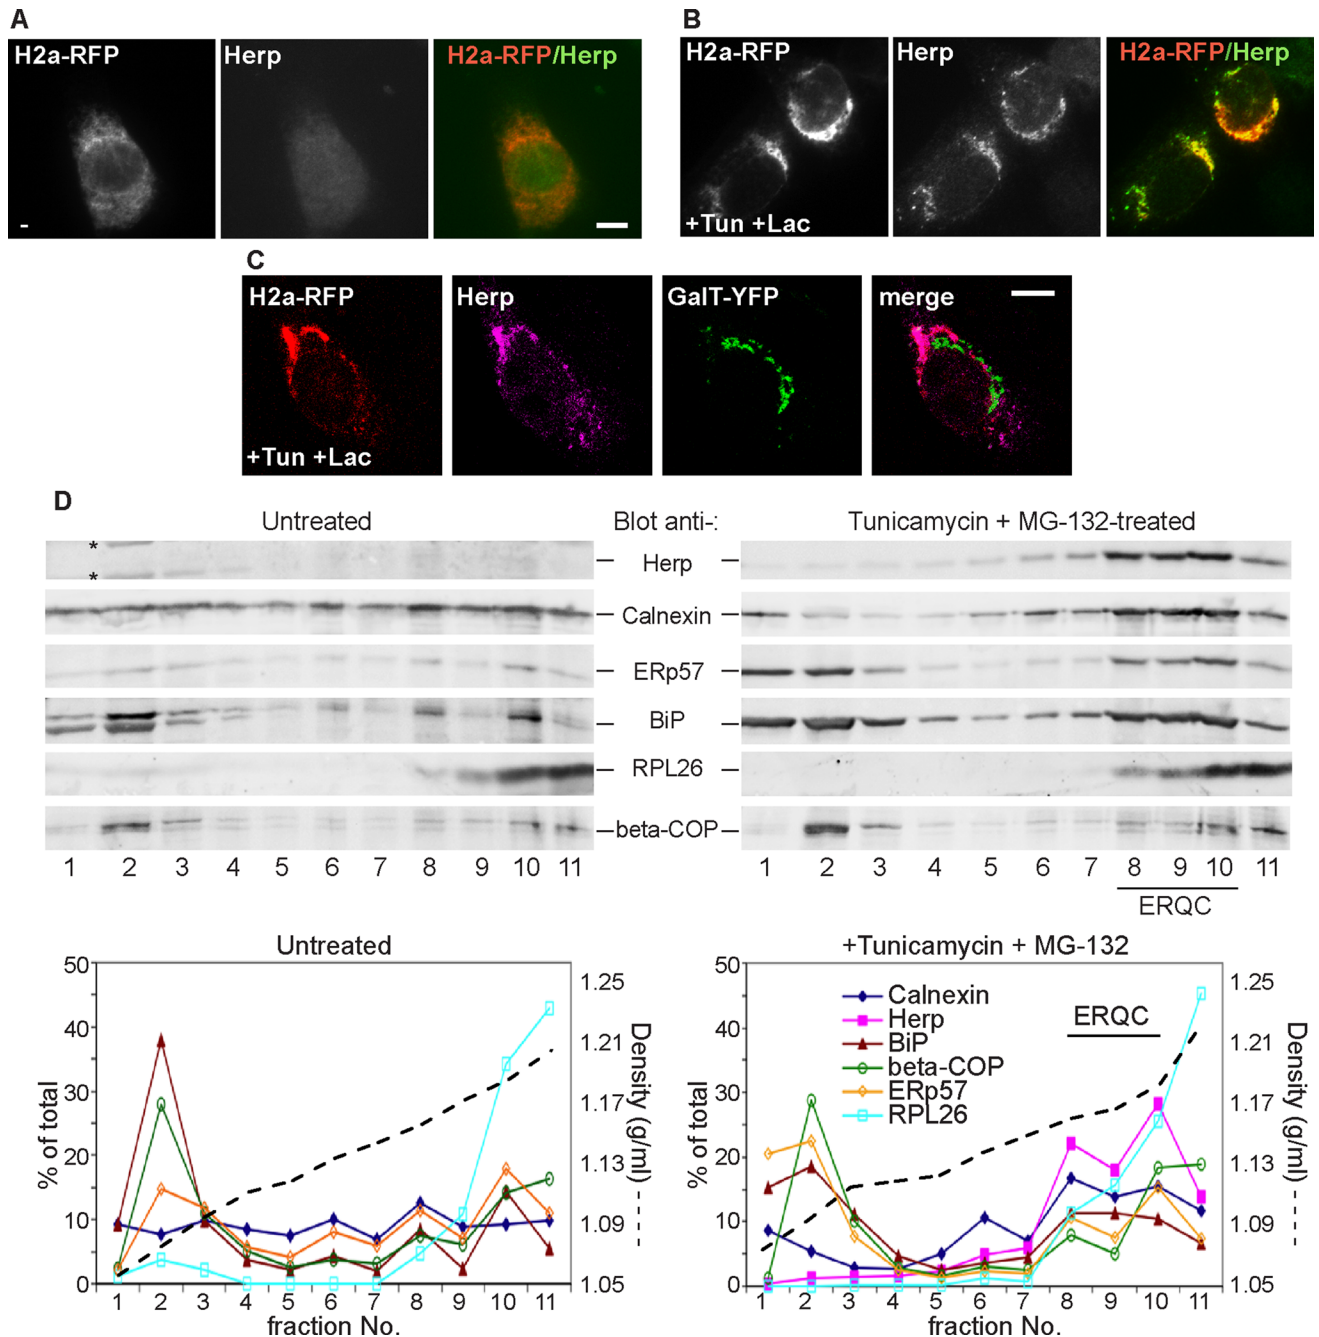 A
H2a-RFP
Herp
H2a-RFP/Herp
-
B
H2a-RFP
Herp
H2a-RFP/Herp
+Tun +Lac
C
H2a-RFP
Herp
GalT-YFP
merge
+Tun +Lac
D
Untreated
Blot anti-:
Tunicamycin + MG-132-treated
*
*
Herp
Calnexin
ERp57
BiP
RPL26
beta-COP
1 2 3 4 5 6 7 8 9 10 11
1 2 3 4 5 6 7 8 9 10 11
ERQC
Untreated
50
40
30
20
10
0
% of total
1.25
1.21
1.17
1.13
1.09
1.05
Density (g/ml) ----
1 2 3 4 5 6 7 8 9 10 11
fraction No.
+Tunicamycin + MG-132
Calnexin
Herp
BiP
beta-COP
ERp57
RPL26
ERQC
50
40
30
20
10
0
% of total
1.25
1.21
1.17
1.13
1.09
1.05
Density (g/ml) ----
1 2 3 4 5 6 7 8 9 10 11
fraction No.